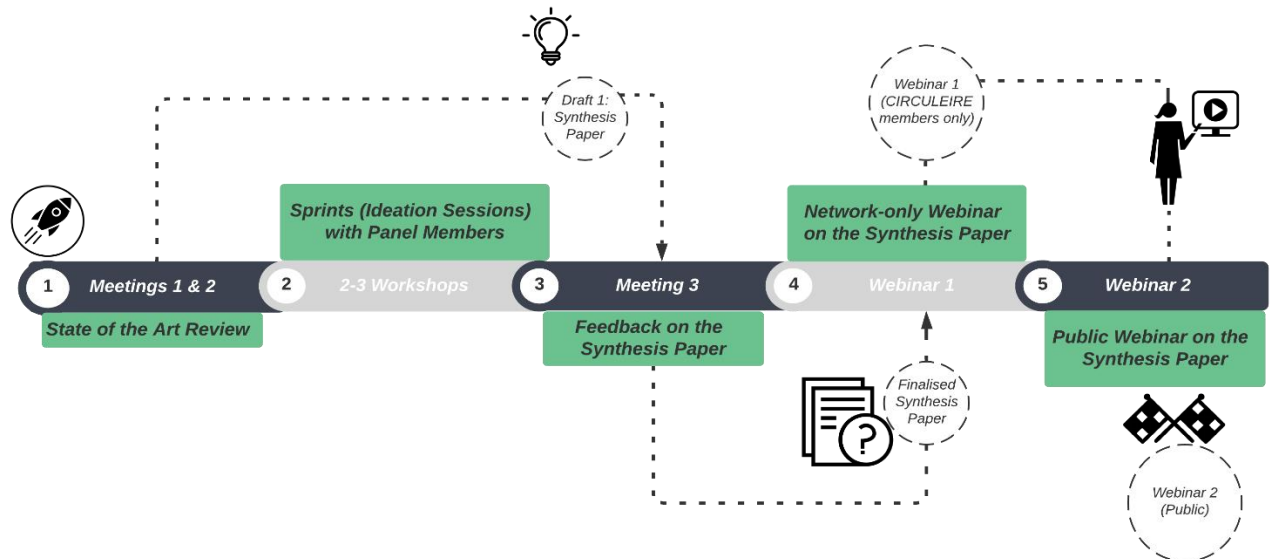 Draft 1:
Synthesis
Paper
Webinar 1
(CIRCULEIRE
members only)
Sprints (Ideation Sessions)
with Panel Members
Network-only Webinar
on the Synthesis Paper
1
Meetings 1 & 2
2
2-3 Workshops
3
Meeting 3
4
Webinar 1
5
Webinar 2
State of the Art Review
Feedback on the
Synthesis Paper
Public Webinar on the
Synthesis Paper
?
Finalised
Synthesis
Paper
Webinar 2
(Public)